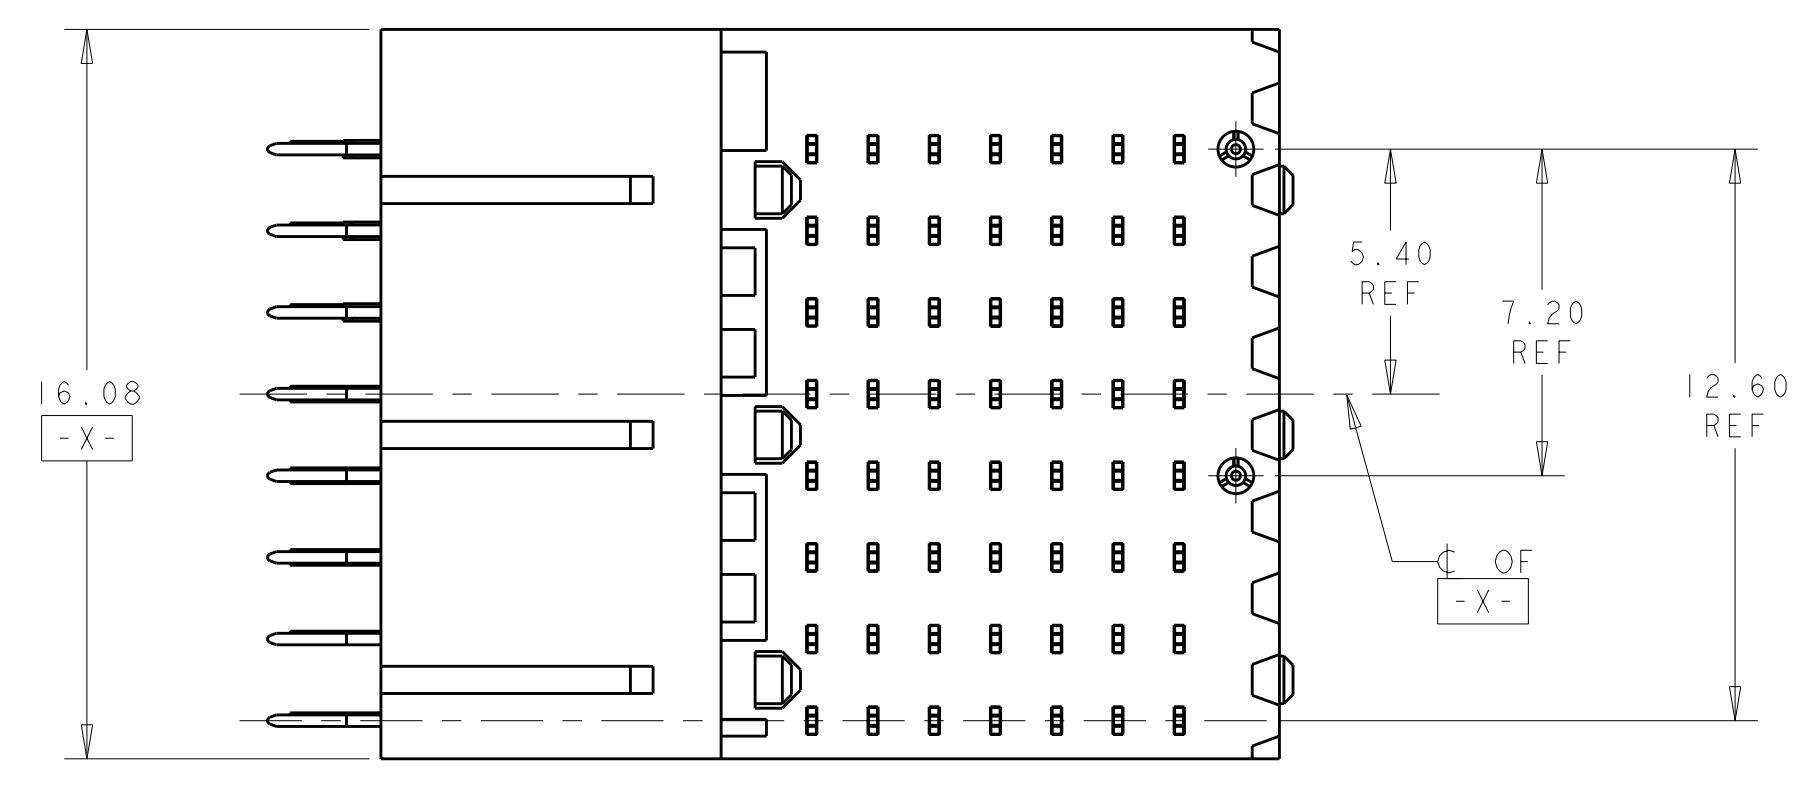 16.08
-X-
5.40
REF
7.20
REF
12.60
REF
℄ OF
-X-